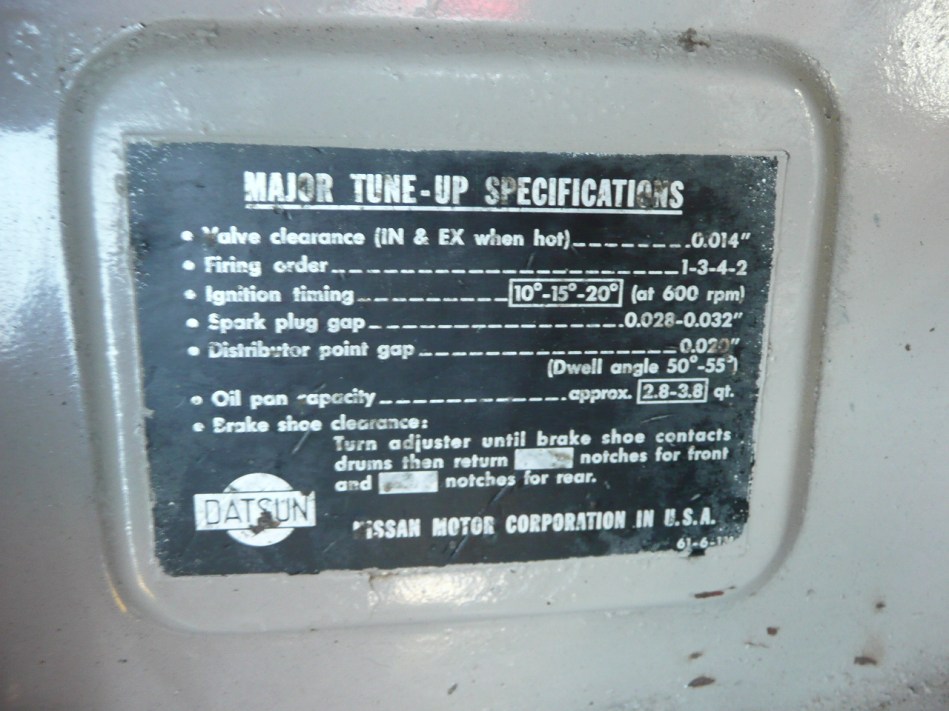 MAJOR TUNE-UP SPECIFICATIONS
• Valve clearance (IN & EX when hot)--------0.014"
• Firing order-------------------------1-3-4-2
• Ignition timing----------- 10°-15°-20° (at 600 rpm)
• Spark plug gap------------------0.028-0.032"
• Distributor point gap------------------0.020"
(Dwell angle 50°-55°)
• Oil pan capacity-------------approx. 2.8-3.8 qt.
• Brake shoe clearance:
Turn adjuster until brake shoe contacts
drums then return notches for front
and notches for rear.
DATSUN
NISSAN MOTOR CORPORATION IN U.S.A.